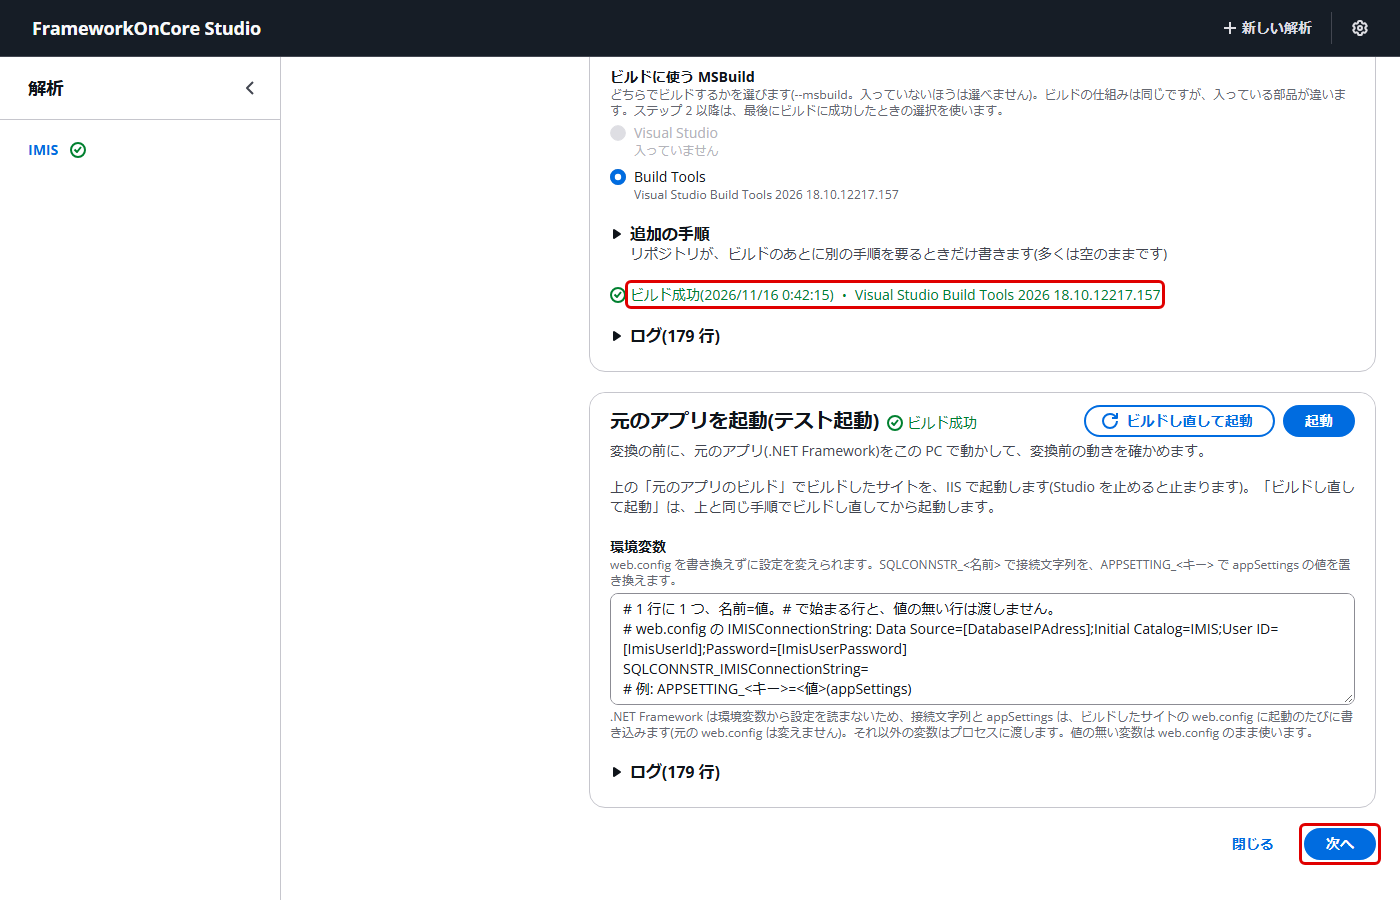 FrameworkOnCore Studio
新しい解析
解析
IMIS
ビルドに使う MSBuild
どちらでビルドするかを選びます(--msbuild。入っていないほうは選べません)。ビルドの仕組みは同じですが、入っている部品が違いま
す。ステップ 2 以降は、最後にビルドに成功したときの選択を使います。
Visual Studio
入っていません
Build Tools
Visual Studio Build Tools 2026 18.10.12217.157
追加の手順
リポジトリが、ビルドのあとに別の手順を要るときだけ書きます(多くは空のままです)
ビルド成功(2026/11/16 0:42:15) ・ Visual Studio Build Tools 2026 18.10.12217.157
ログ(179 行)
元のアプリを起動(テスト起動) ビルド成功
ビルドし直して起動
起動
変換の前に、元のアプリ(.NET Framework)をこの PC で動かして、変換前の動きを確かめます。
上の「元のアプリのビルド」でビルドしたサイトを、IIS で起動します(Studio を止めると止まります)。「ビルドし直し
て起動」は、上と同じ手順でビルドし直してから起動します。
環境変数
web.config を書き換えずに設定を変えられます。SQLCONNSTR_<名前> で接続文字列を、APPSETTING_<キー> で appSettings の値を置
き換えます。
# 1 行に 1 つ、名前=値。# で始まる行と、値の無い行は渡しません。
# web.config の IMISConnectionString: Data Source=[DatabaseIPAdress];Initial Catalog=IMIS;User ID=
[ImisUserId];Password=[ImisUserPassword]
SQLCONNSTR_IMISConnectionString=
# 例: APPSETTING_<キー>=<値>(appSettings)
.NET Framework は環境変数から設定を読まないため、接続文字列と appSettings は、ビルドしたサイトの web.config に起動のたびに書
き込みます(元の web.config は変えません)。それ以外の変数はプロセスに渡します。値の無い変数は web.config のまま使います。
ログ(179 行)
閉じる
次へ